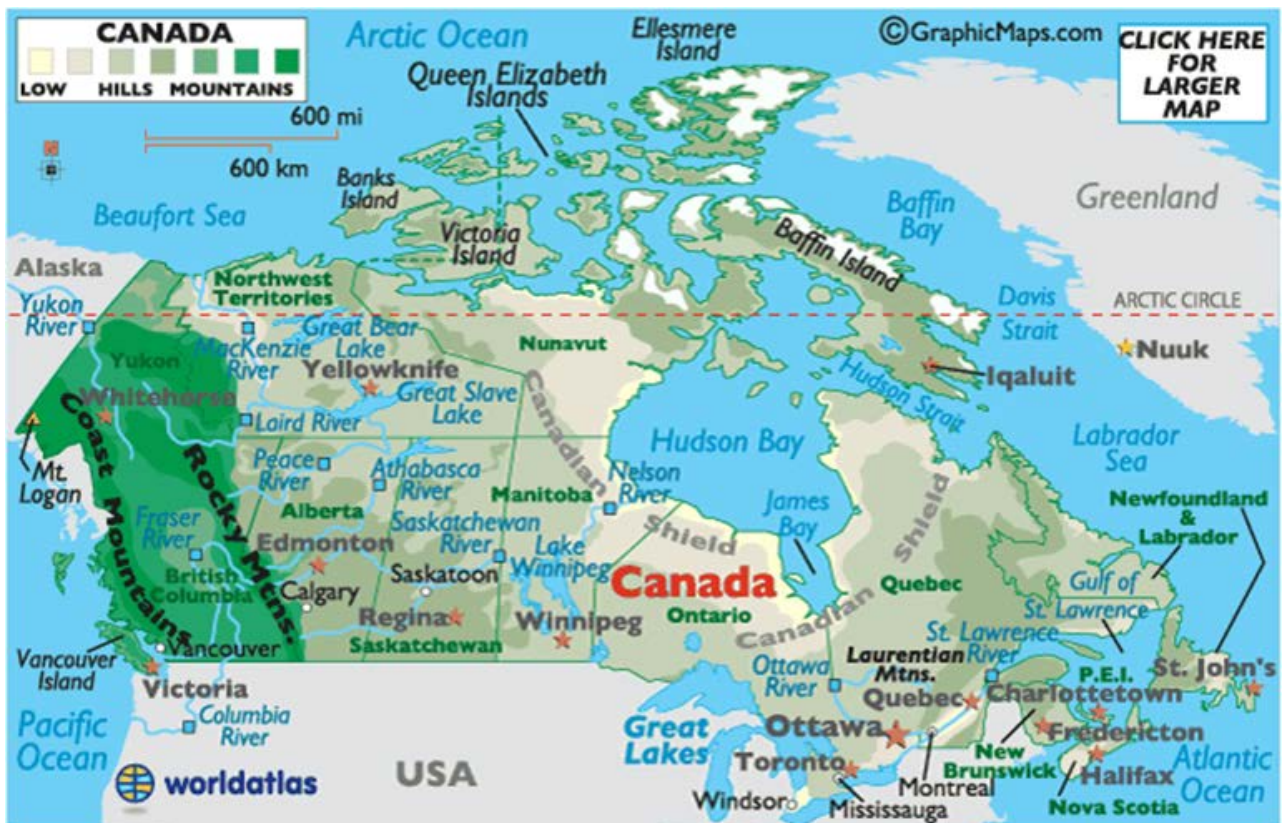 CANADA
LOW HILLS MOUNTAINS
600 mi
600 km
Arctic Ocean
Ellesmere
Island
Queen Elizabeth
Islands
©GraphicMaps.com
CLICK HERE
FOR
LARGER
MAP
Banks
Island
Beaufort Sea
Victoria
Island
Baffin
Bay
Greenland
Baffin Island
Alaska
Northwest
Territories
Yukon
River
Davis
Strait
ARCTIC CIRCLE
MacKenzie
River
Great Bear
Lake
Nunavut
Nuuk
Yukon
Yellowknife
Iqaluit
Whitehorse
Great Slave
Lake
Hudson Strait
Laird River
Coast Mountains
Rocky Mtns.
Canadian Shield
Hudson Bay
Labrador
Sea
Mt.
Logan
Peace
River
Athabasca
River
Nelson
River
Manitoba
James
Bay
Newfoundland
&
Labrador
Alberta
Fraser
River
Saskatchewan
River
Canadian Shield
Edmonton
Lake
Winnipeg
Saskatoon
British
Columbia
Calgary
Canada
Quebec
Gulf of
St. Lawrence
Regina
Winnipeg
Ontario
Saskatchewan
Vancouver
Vancouver
Island
Victoria
St. Lawrence
River
Laurentian
Mtns.
Ottawa
River
P.E.I.
St. John's
Quebec
Charlottetown
Pacific
Ocean
Columbia
River
Great
Lakes
Ottawa
Fredericton
New
Brunswick
Atlantic
Ocean
Toronto
Montreal
Halifax
worldatlas
USA
Windsor
Mississauga
Nova Scotia